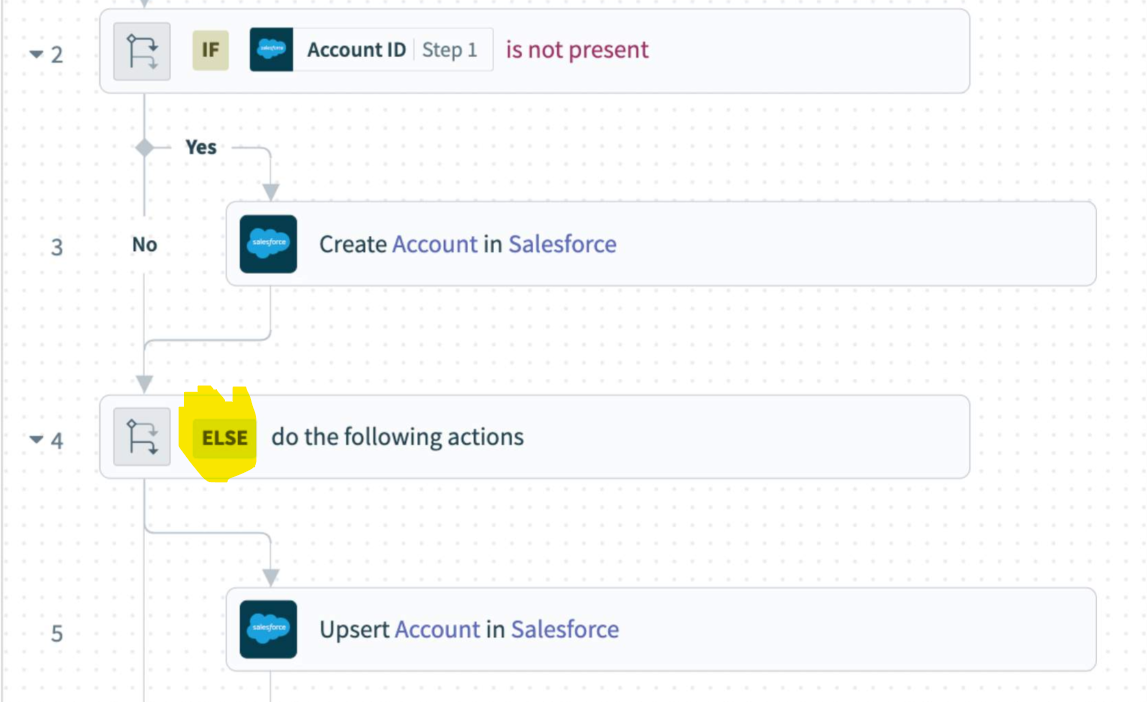 2 IF salesforce Account ID Step 1 is not present
Yes
3 No salesforce Create Account in Salesforce
4 ELSE do the following actions
5 salesforce Upsert Account in Salesforce